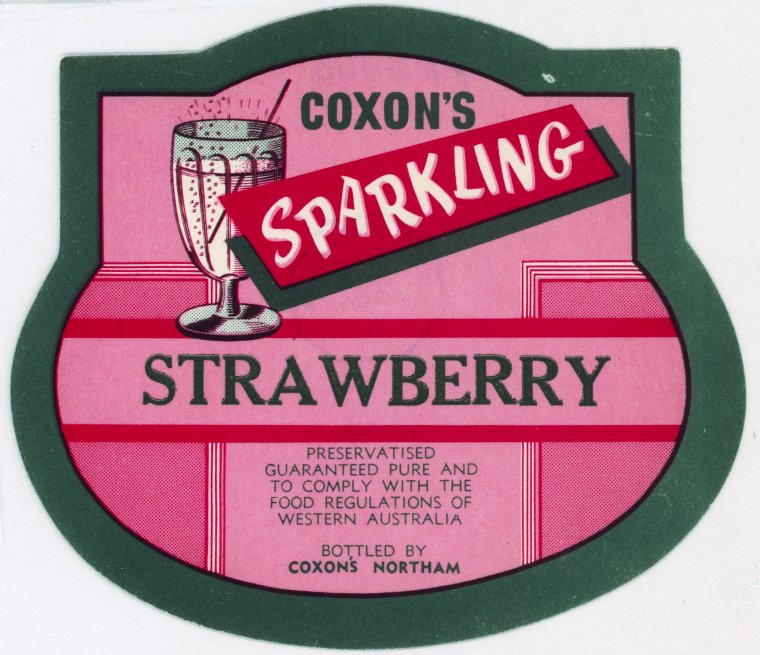 COXON'S
SPARKLING
STRAWBERRY
PRESERVATISED
GUARANTEED PURE AND
TO COMPLY WITH THE
FOOD REGULATIONS OF
WESTERN AUSTRALIA
BOTTLED BY
COXON'S NORTHAM